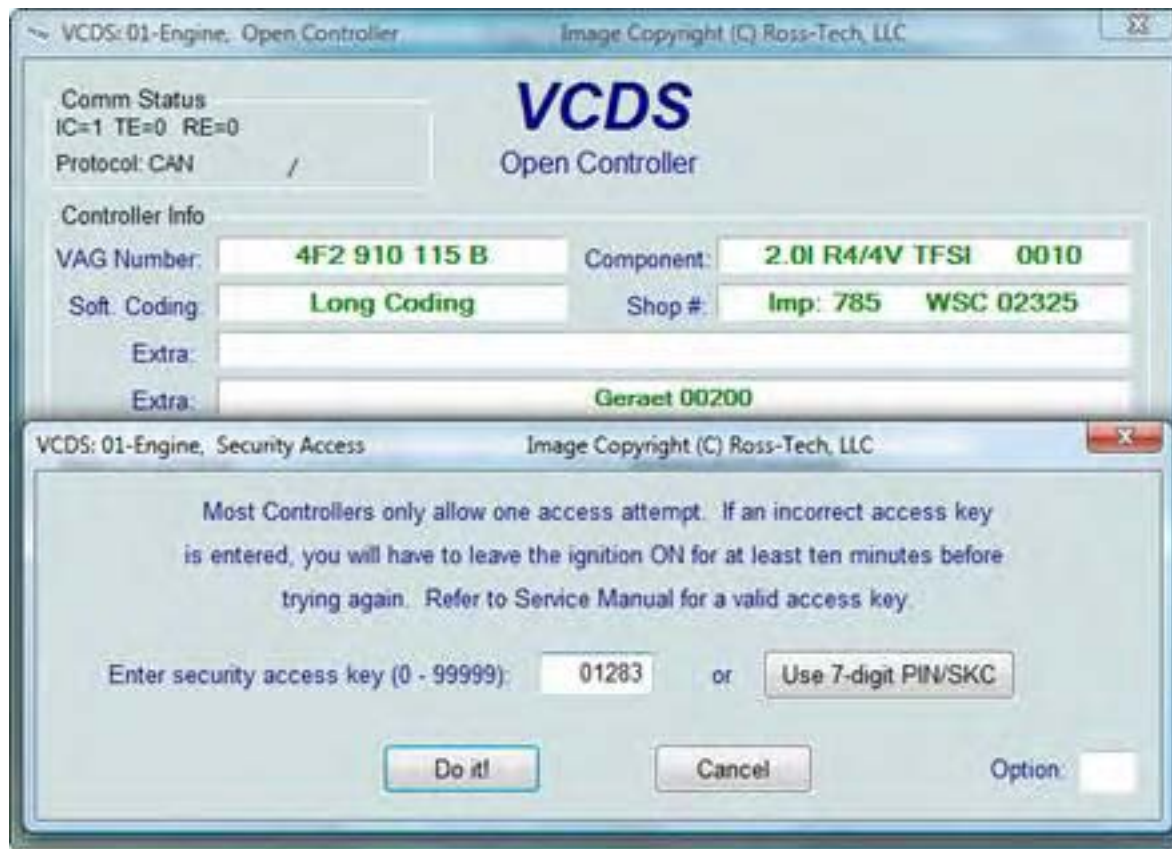 VCDS: 01-Engine, Open Controller Image Copyright (C) Ross-Tech, LLC
Comm Status
IC=1 TE=0 RE=0
Protocol: CAN /
VCDS
Open Controller
Controller Info
VAG Number: 4F2 910 115 B Component: 2.0l R4/4V TFSI 0010
Soft. Coding: Long Coding Shop #: Imp: 785 WSC 02325
Extra:
Extra: Geraet 00200
VCDS: 01-Engine, Security Access Image Copyright (C) Ross-Tech, LLC
Most Controllers only allow one access attempt. If an incorrect access key
is entered, you will have to leave the ignition ON for at least ten minutes before
trying again. Refer to Service Manual for a valid access key.
Enter security access key (0 - 99999): 01283 or Use 7-digit PIN/SKC
Do it! Cancel Option: